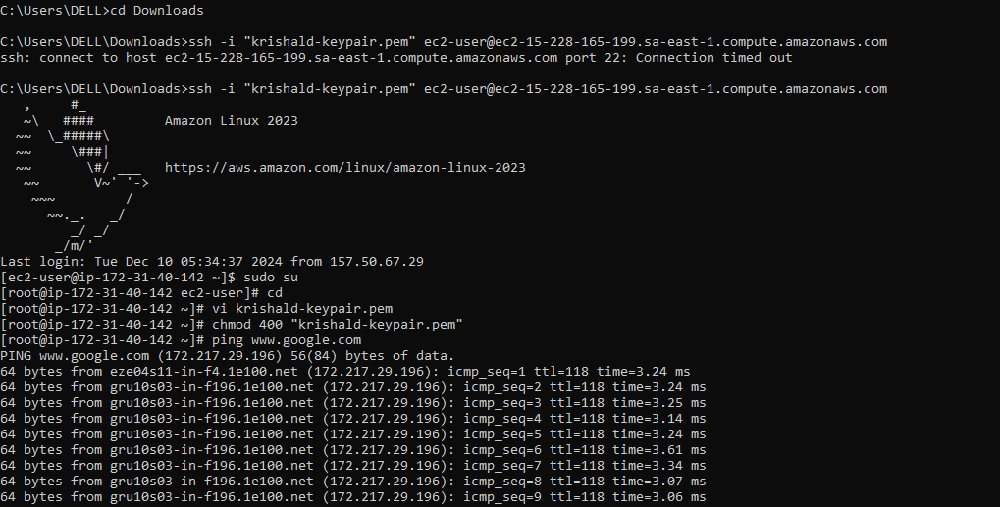 C:\Users\DELL>cd Downloads

C:\Users\DELL\Downloads>ssh -i "krishald-keypair.pem" ec2-user@ec2-15-228-165-199.sa-east-1.compute.amazonaws.com
ssh: connect to host ec2-15-228-165-199.sa-east-1.compute.amazonaws.com port 22: Connection timed out

C:\Users\DELL\Downloads>ssh -i "krishald-keypair.pem" ec2-user@ec2-15-228-165-199.sa-east-1.compute.amazonaws.com
   ,     #_
   ~\_  ####_        Amazon Linux 2023
  ~~  \_#####\
  ~~     \###|
  ~~       \#/ ___   https://aws.amazon.com/linux/amazon-linux-2023
   ~~       V~' '->
    ~~~         /
      ~~._.   _/
         _/ _/
       _/m/'
Last login: Tue Dec 10 05:34:37 2024 from 157.50.67.29
[ec2-user@ip-172-31-40-142 ~]$ sudo su
[root@ip-172-31-40-142 ec2-user]# cd
[root@ip-172-31-40-142 ~]# vi krishald-keypair.pem
[root@ip-172-31-40-142 ~]# chmod 400 "krishald-keypair.pem"
[root@ip-172-31-40-142 ~]# ping www.google.com
PING www.google.com (172.217.29.196) 56(84) bytes of data.
64 bytes from eze04s11-in-f4.1e100.net (172.217.29.196): icmp_seq=1 ttl=118 time=3.24 ms
64 bytes from gru10s03-in-f196.1e100.net (172.217.29.196): icmp_seq=2 ttl=118 time=3.24 ms
64 bytes from gru10s03-in-f196.1e100.net (172.217.29.196): icmp_seq=3 ttl=118 time=3.25 ms
64 bytes from gru10s03-in-f196.1e100.net (172.217.29.196): icmp_seq=4 ttl=118 time=3.14 ms
64 bytes from gru10s03-in-f196.1e100.net (172.217.29.196): icmp_seq=5 ttl=118 time=3.24 ms
64 bytes from gru10s03-in-f196.1e100.net (172.217.29.196): icmp_seq=6 ttl=118 time=3.61 ms
64 bytes from gru10s03-in-f196.1e100.net (172.217.29.196): icmp_seq=7 ttl=118 time=3.34 ms
64 bytes from gru10s03-in-f196.1e100.net (172.217.29.196): icmp_seq=8 ttl=118 time=3.07 ms
64 bytes from gru10s03-in-f196.1e100.net (172.217.29.196): icmp_seq=9 ttl=118 time=3.06 ms